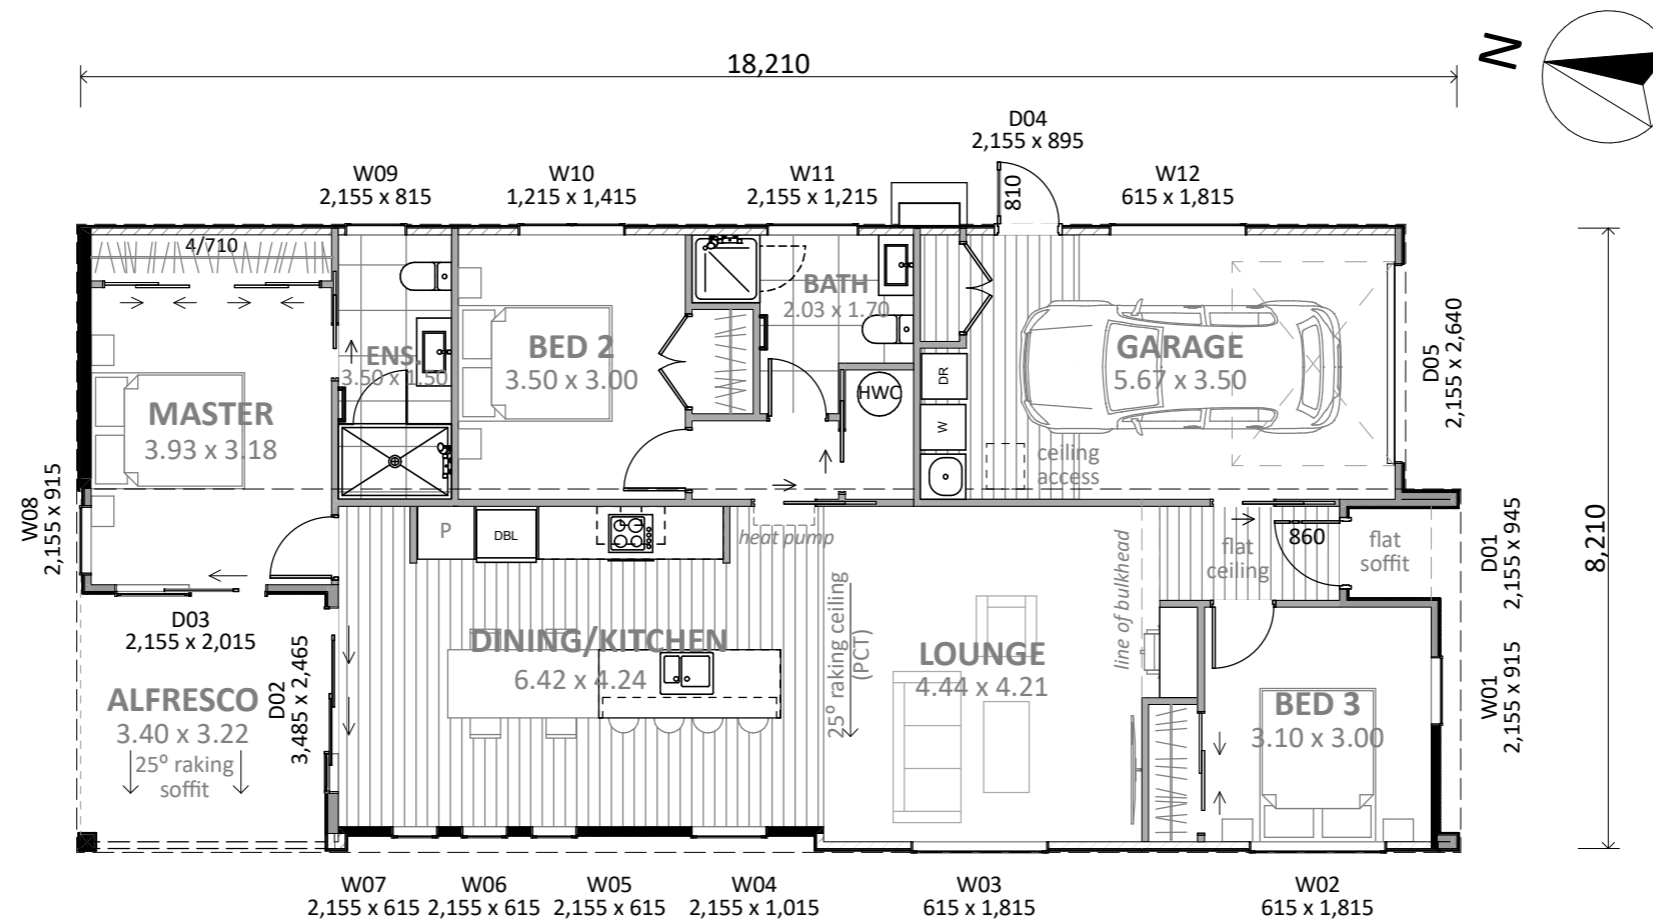 N
18,210
D04
2,155 x 895
W09
2,155 x 815
W10
1,215 x 1,415
W11
2,155 x 1,215
810
W12
615 x 1,815
4/710
BATH
2.03 x 1.70
ENS.
3.50 x 1.50
BED 2
3.50 x 3.00
GARAGE
5.67 x 3.50
D05
2,155 x 2,640
DR
HWC
W
MASTER
3.93 x 3.18
ceiling
access
W08
2,155 x 915
P
DBL
heat pump
860
flat
ceiling
flat
soffit
D01
2,155 x 945
8,210
line of bulkhead
25º raking ceiling
(PCT)
D03
2,155 x 2,015
DINING/KITCHEN
6.42 x 4.24
LOUNGE
4.44 x 4.21
D02
3,485 x 2,465
ALFRESCO
3.40 x 3.22
25º raking
soffit
BED 3
3.10 x 3.00
W01
2,155 x 915
W07
2,155 x 615
W06
2,155 x 615
W05
2,155 x 615
W04
2,155 x 1,015
W03
615 x 1,815
W02
615 x 1,815